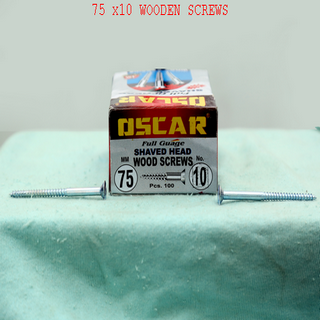 75 x10 WOODEN SCREWS
OSCAR
OSCAR
Full Guage
SHAVED HEAD
MM WOOD SCREWS No.
75 10
Pcs. 100